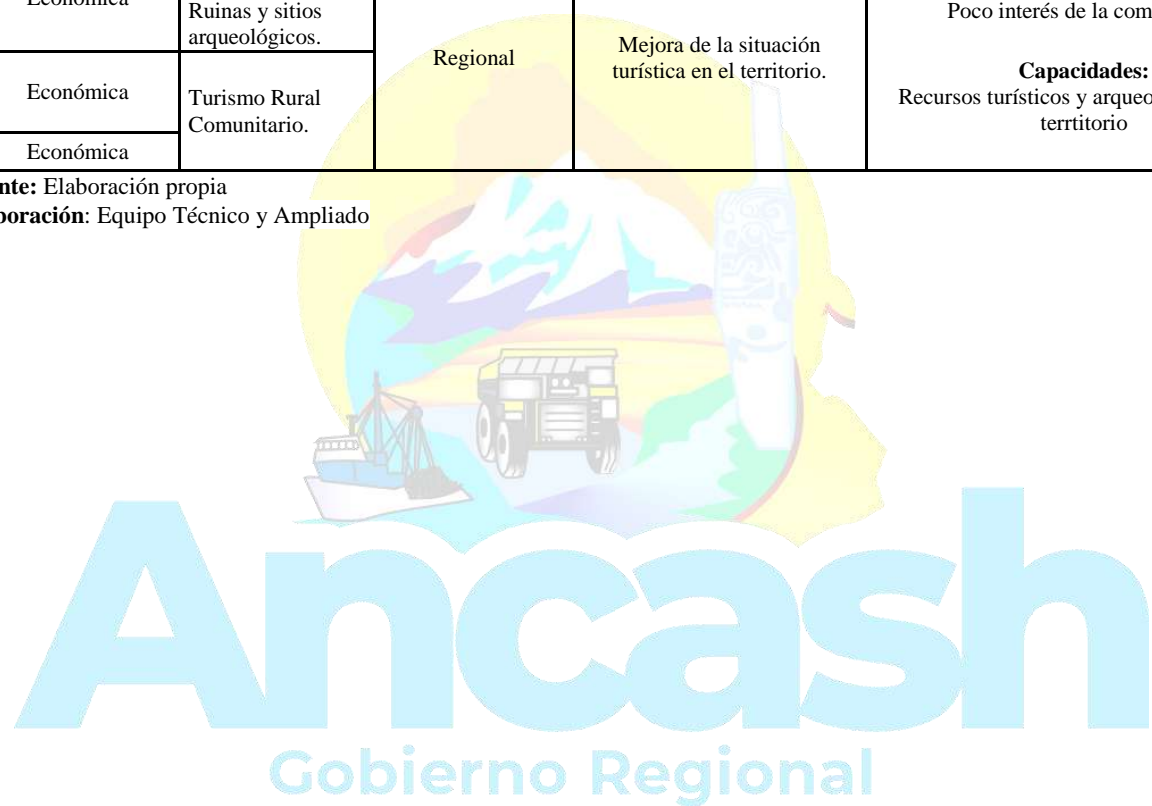 Económica
Ruinas y sitios
arqueológicos.
Regional
Mejora de la situación
turística en el territorio.
Poco interés de la com
Capacidades:
Recursos turísticos y arqueo
terrtitorio
Económica
Turismo Rural
Comunitario.
Económica
nte: Elaboración propia
boración: Equipo Técnico y Ampliado
Ancash
Gobierno Regional